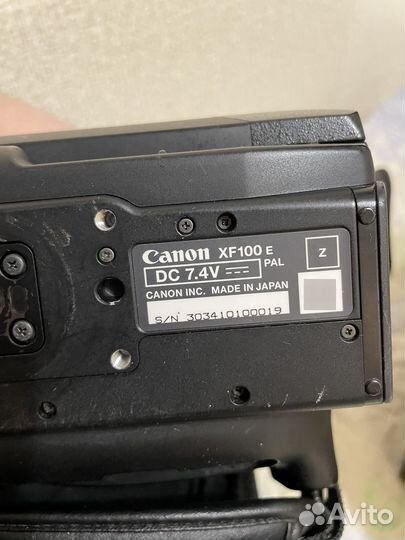 Canon XF100 E
DC 7.4V PAL
CANON INC. MADE IN JAPAN
S/N 303410100019
Z
Avito